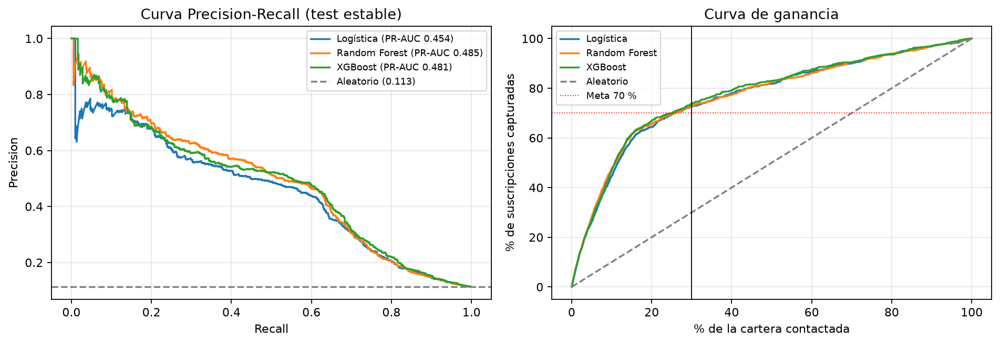 Curva Precision-Recall (test estable)
Precision
1.0
0.8
0.6
0.4
0.2
Logística (PR-AUC 0.454)
Random Forest (PR-AUC 0.485)
XGBoost (PR-AUC 0.481)
Aleatorio (0.113)
0.0 0.2 0.4 0.6 0.8 1.0
Recall
Curva de ganancia
% de suscripciones capturadas
100
80
60
40
20
0
Logística
Random Forest
XGBoost
Aleatorio
Meta 70 %
0 20 40 60 80 100
% de la cartera contactada